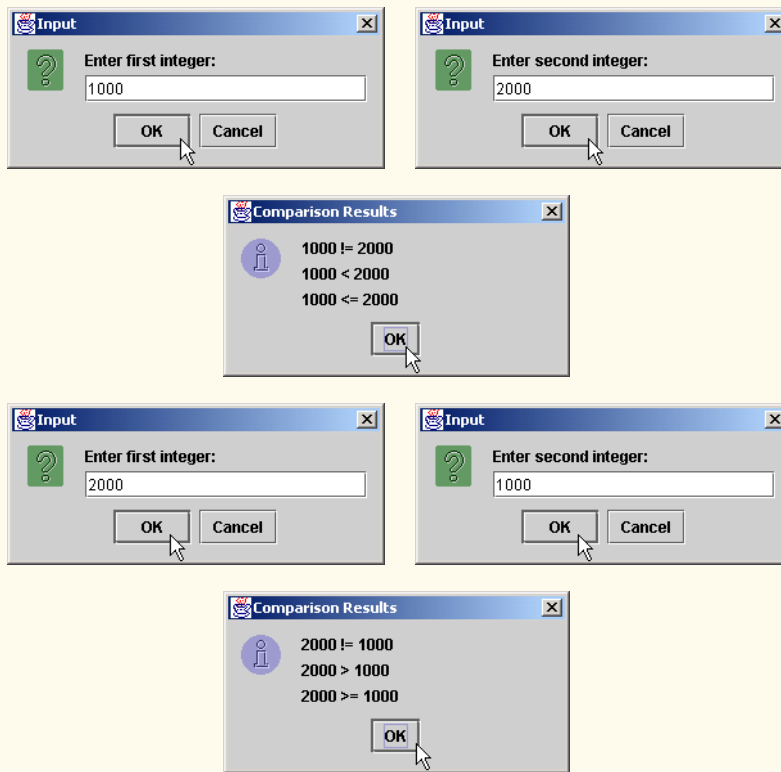 Input
Enter first integer:
1000
OK Cancel
Input
Enter second integer:
2000
OK Cancel
Comparison Results
1000 != 2000
1000 < 2000
1000 <= 2000
OK
Input
Enter first integer:
2000
OK Cancel
Input
Enter second integer:
1000
OK Cancel
Comparison Results
2000 != 1000
2000 > 1000
2000 >= 1000
OK